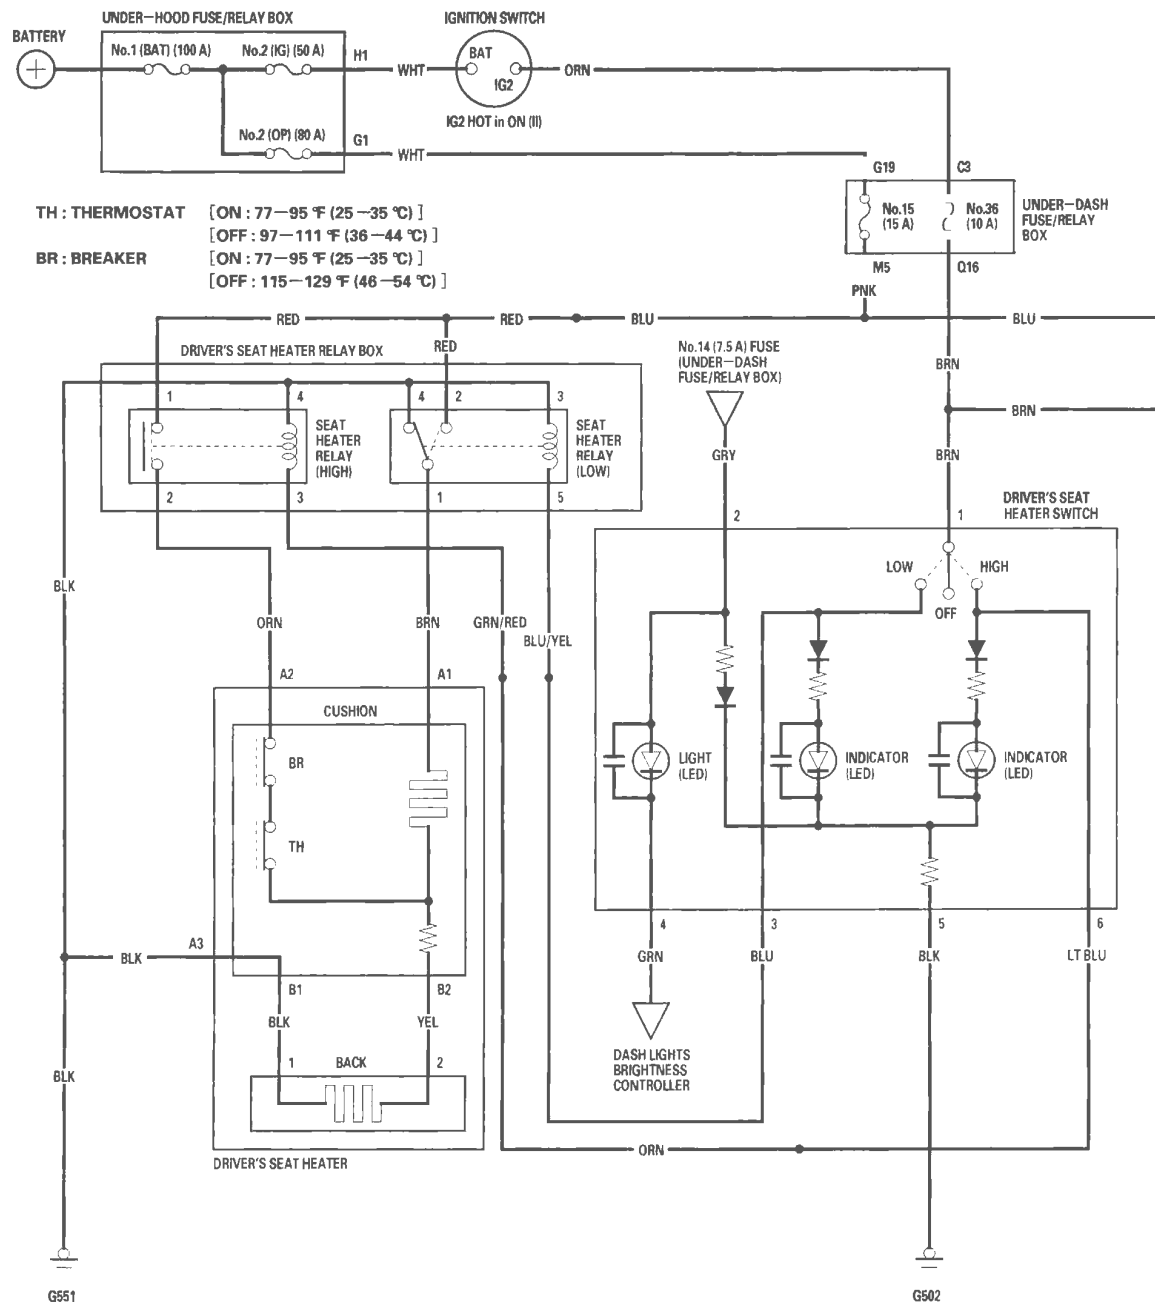 UNDER-HOOD FUSE/RELAY BOX
IGNITION SWITCH
BATTERY
No.1 (BAT) (100 A)
No.2 (IG) (50 A)
H1
WHT
BAT
IG2
ORN
IG2 HOT in ON (II)
No.2 (OP) (80 A)
G1
WHT
G19
C3
No.15
(15 A)
No.36
(10 A)
UNDER-DASH
FUSE/RELAY
BOX
M5
Q16
PNK
TH : THERMOSTAT [ON : 77-95 °F (25-35 °C) ]
[OFF : 97-111 °F (36-44 °C) ]
BR : BREAKER [ON : 77-95 °F (25-35 °C) ]
[OFF : 115-129 °F (46-54 °C) ]
RED
RED
BLU
BLU
RED
DRIVER'S SEAT HEATER RELAY BOX
No.14 (7.5 A) FUSE
(UNDER-DASH
FUSE/RELAY BOX)
BRN
BRN
1
4
4
2
3
SEAT
HEATER
RELAY
(HIGH)
SEAT
HEATER
RELAY
(LOW)
GRY
BRN
2
3
1
5
DRIVER'S SEAT
HEATER SWITCH
2
1
LOW
HIGH
OFF
BLK
ORN
BRN
GRN/RED
BLU/YEL
A2
A1
CUSHION
BR
TH
LIGHT
(LED)
INDICATOR
(LED)
INDICATOR
(LED)
4
3
5
6
A3
BLK
GRN
BLU
BLK
LT BLU
B1
B2
BLK
YEL
DASH LIGHTS
BRIGHTNESS
CONTROLLER
1
BACK
2
BLK
ORN
DRIVER'S SEAT HEATER
G551
G502